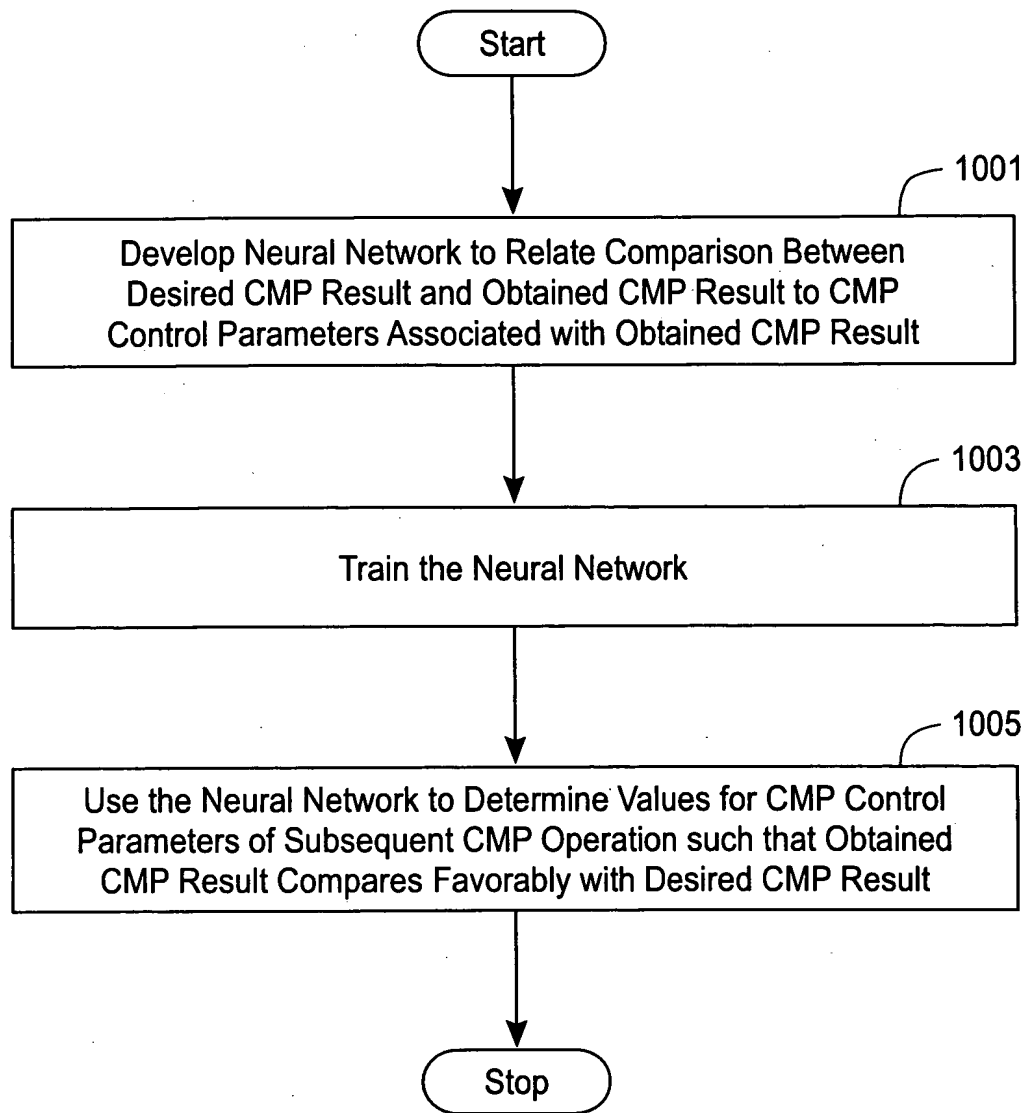 Start
1001
Develop Neural Network to Relate Comparison Between
Desired CMP Result and Obtained CMP Result to CMP
Control Parameters Associated with Obtained CMP Result
1003
Train the Neural Network
1005
Use the Neural Network to Determine Values for CMP Control
Parameters of Subsequent CMP Operation such that Obtained
CMP Result Compares Favorably with Desired CMP Result
Stop